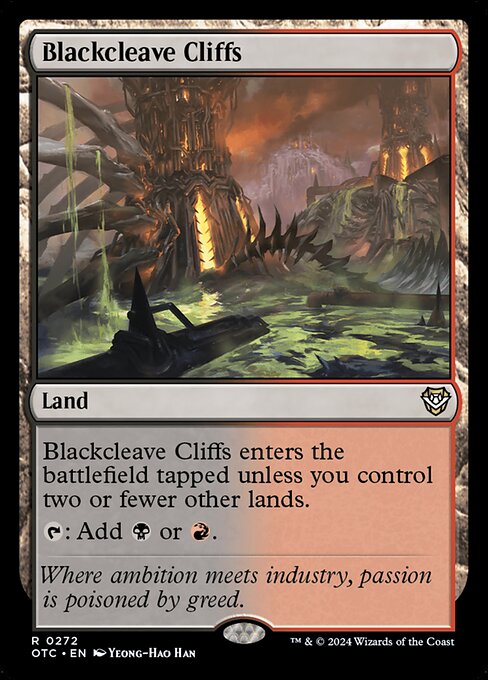 Blackcleave Cliffs
Land
Blackcleave Cliffs enters the
battlefield tapped unless you control
two or fewer other lands.
: Add or .
Where ambition meets industry, passion
is poisoned by greed.
R 0272
OTC • EN Yeong-Hao Han
™ & © 2024 Wizards of the Coast